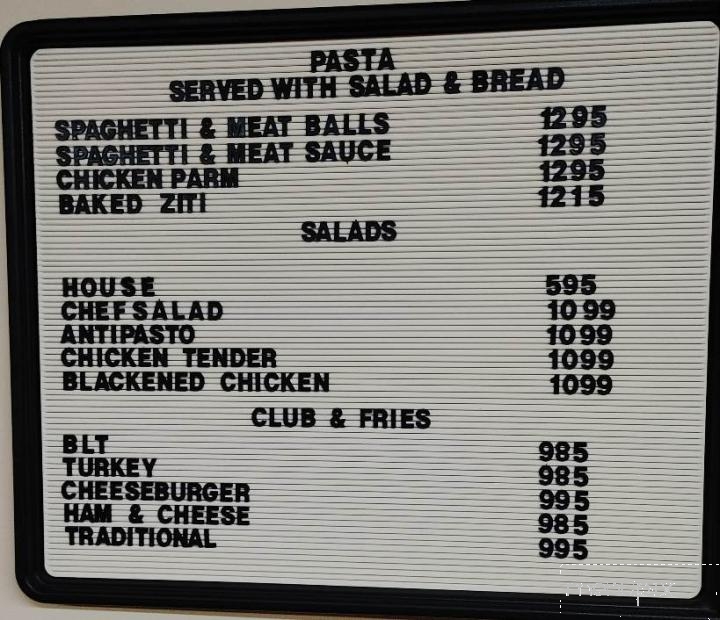 PASTA
SERVED WITH SALAD & BREAD
SPAGHETTI & MEAT BALLS 1295
SPAGHETTI & MEAT SAUCE 1295
CHICKEN PARM 1295
BAKED ZITI 1215
SALADS
HOUSE 595
CHEF SALAD 1099
ANTIPASTO 1099
CHICKEN TENDER 1099
BLACKENED CHICKEN 1099
CLUB & FRIES
BLT 985
TURKEY 985
CHEESEBURGER 995
HAM & CHEESE 985
TRADITIONAL 995